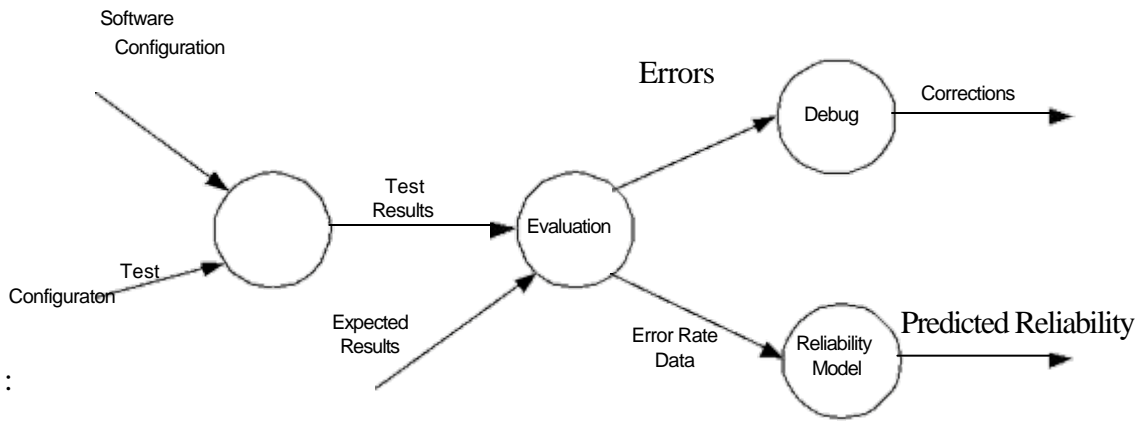 Software
Configuration
Errors
Debug
Corrections
Test
Results
Evaluation
Test
Configuraton
Expected
Results
Error Rate
Data
Reliability
Model
Predicted Reliability
: